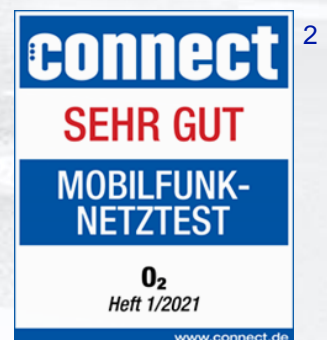 connect
2
SEHR GUT
MOBILFUNK-
NETZTEST
O₂
Heft 1/2021
www.connect.de